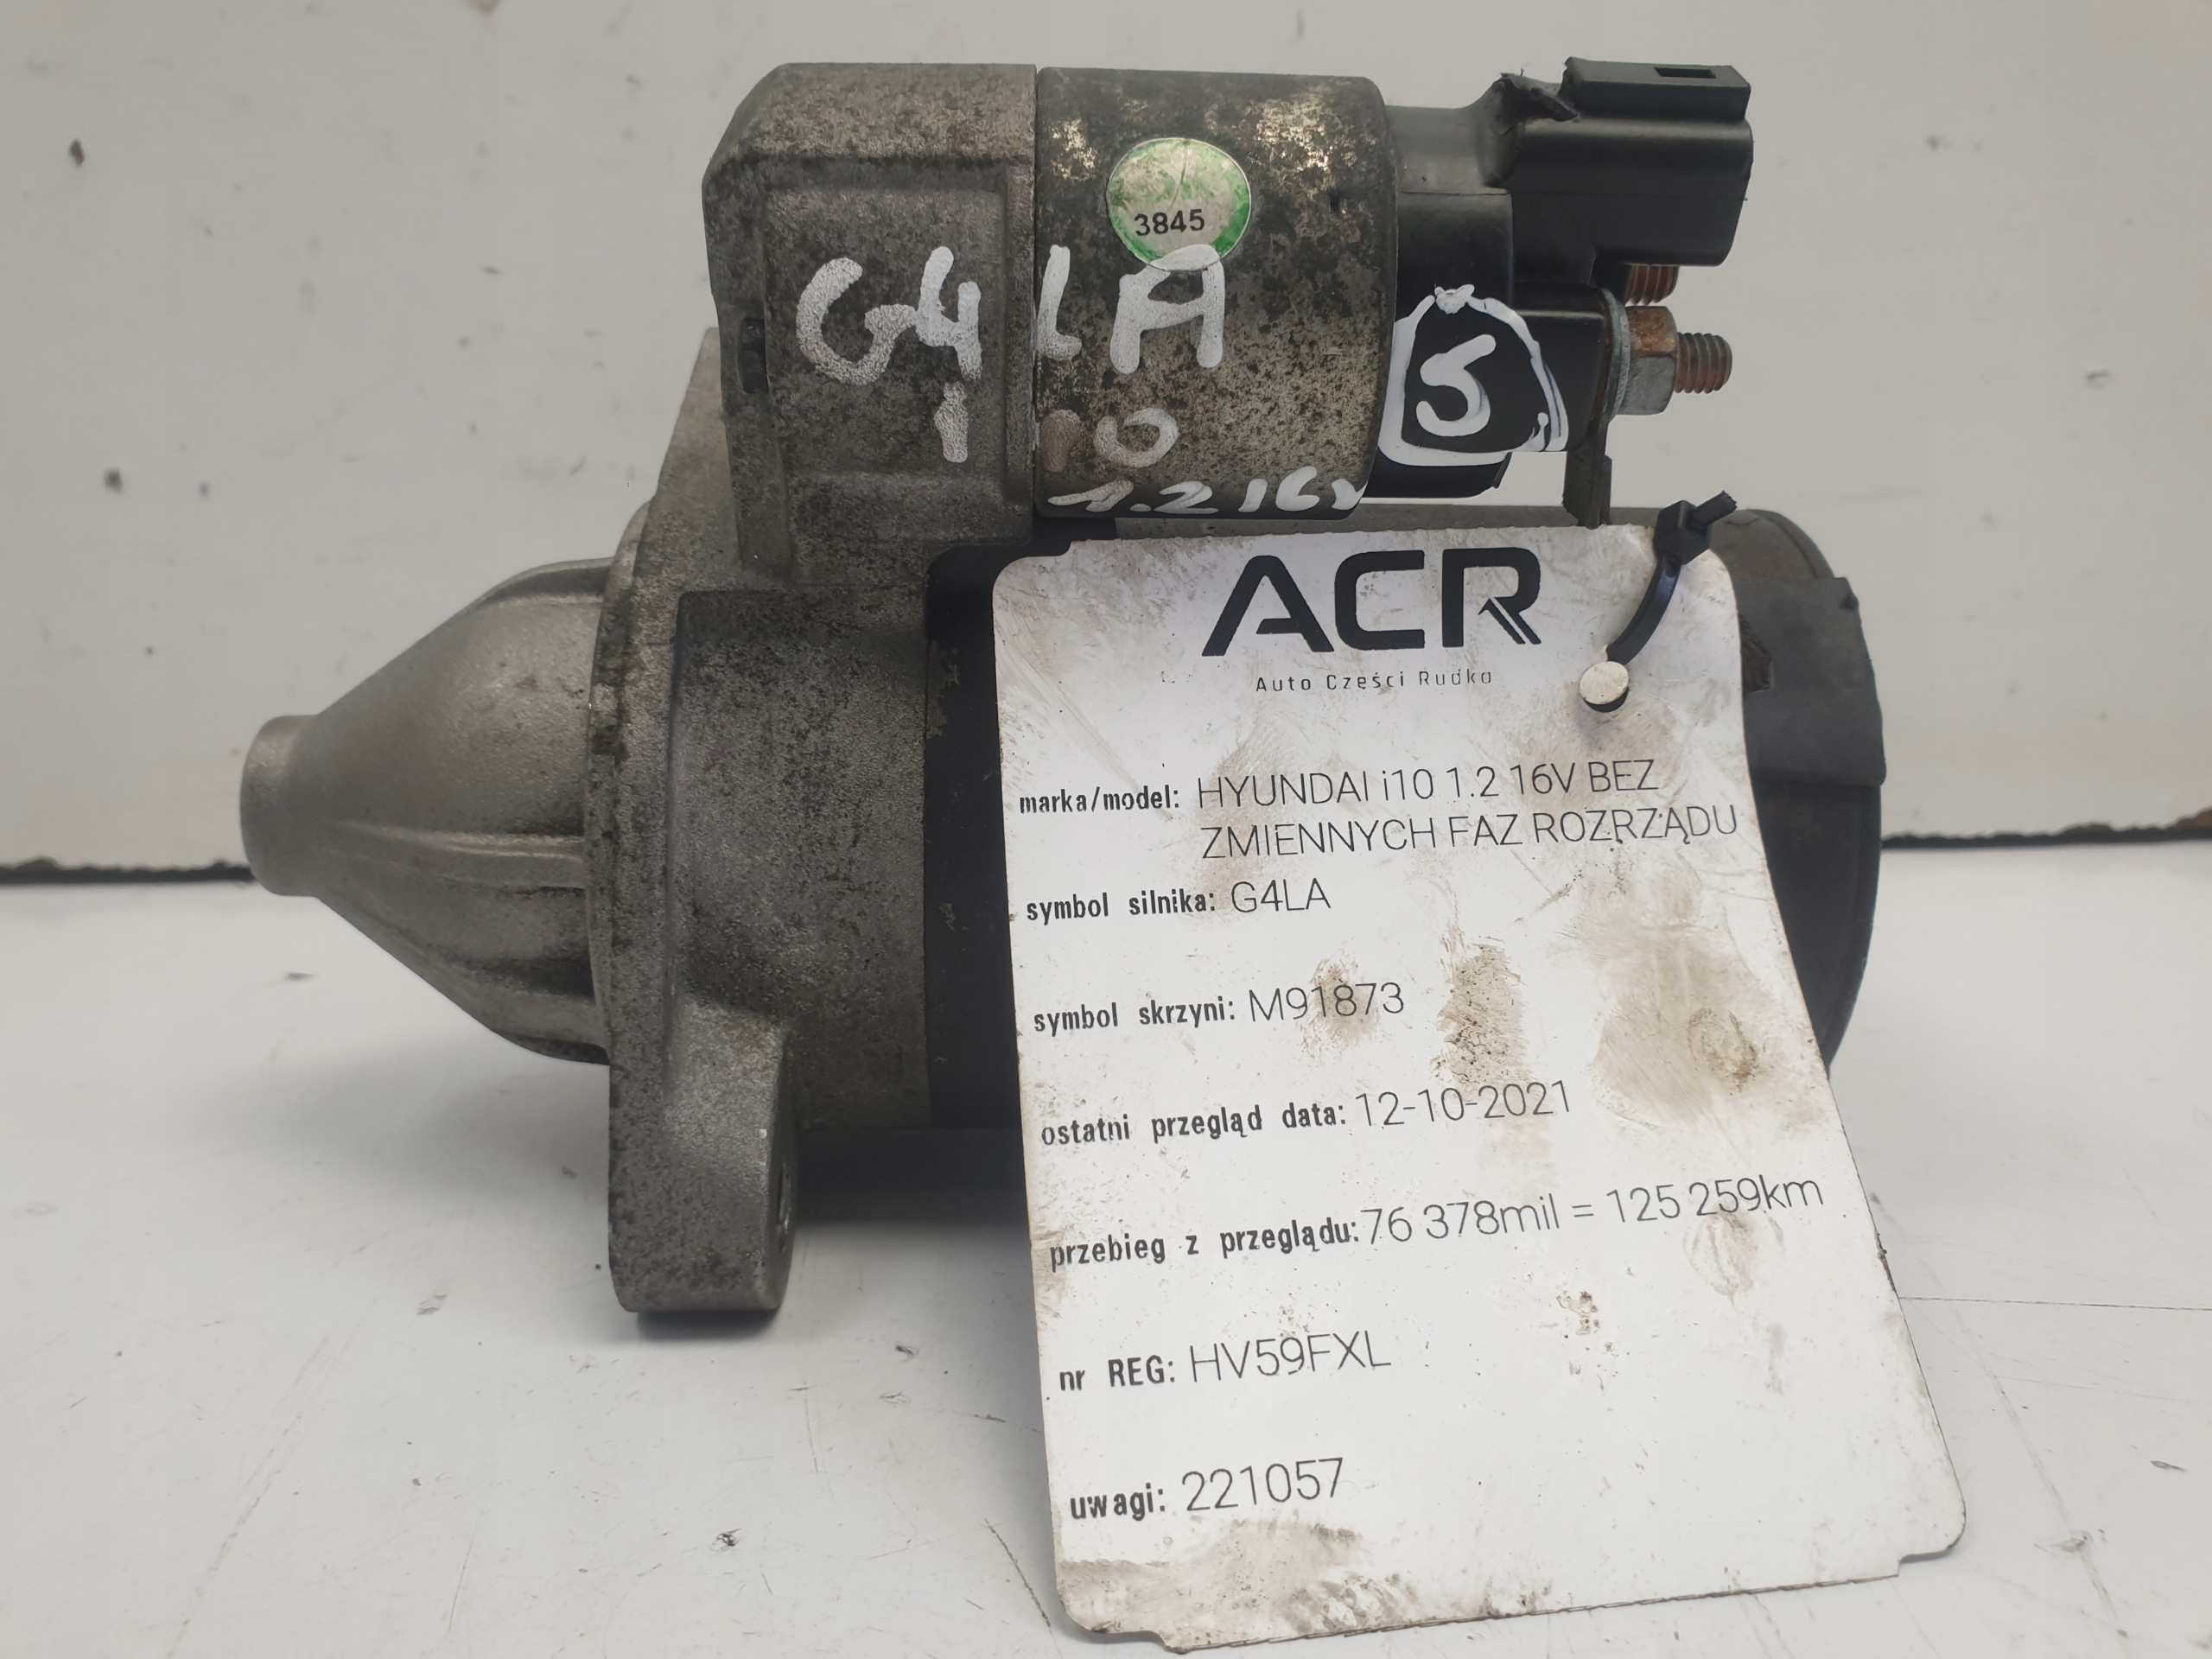 3845
G4LA
i10
1.2 16v
S
ACR
Auto Części Rudka
marka/model: HYUNDAI i10 1.2 16V BEZ
ZMIENNYCH FAZ ROZRZĄDU
symbol silnika: G4LA
symbol skrzyni: M91873
ostatni przegląd data: 12-10-2021
przebieg z przeglądu: 76 378mil = 125 259km
nr REG: HV59FXL
uwagi: 221057